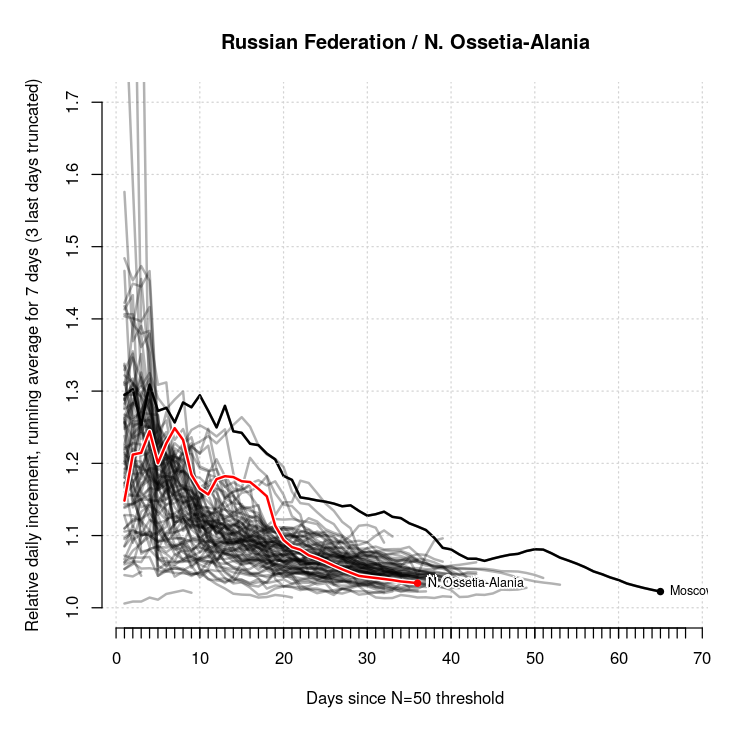 Russian Federation / N. Ossetia-Alania
Relative daily increment, running average for 7 days (3 last days truncated)
1.7
1.6
1.5
1.4
1.3
1.2
1.1
1.0
N. Ossetia-Alania
Moscov
0 10 20 30 40 50 60 70
Days since N=50 threshold